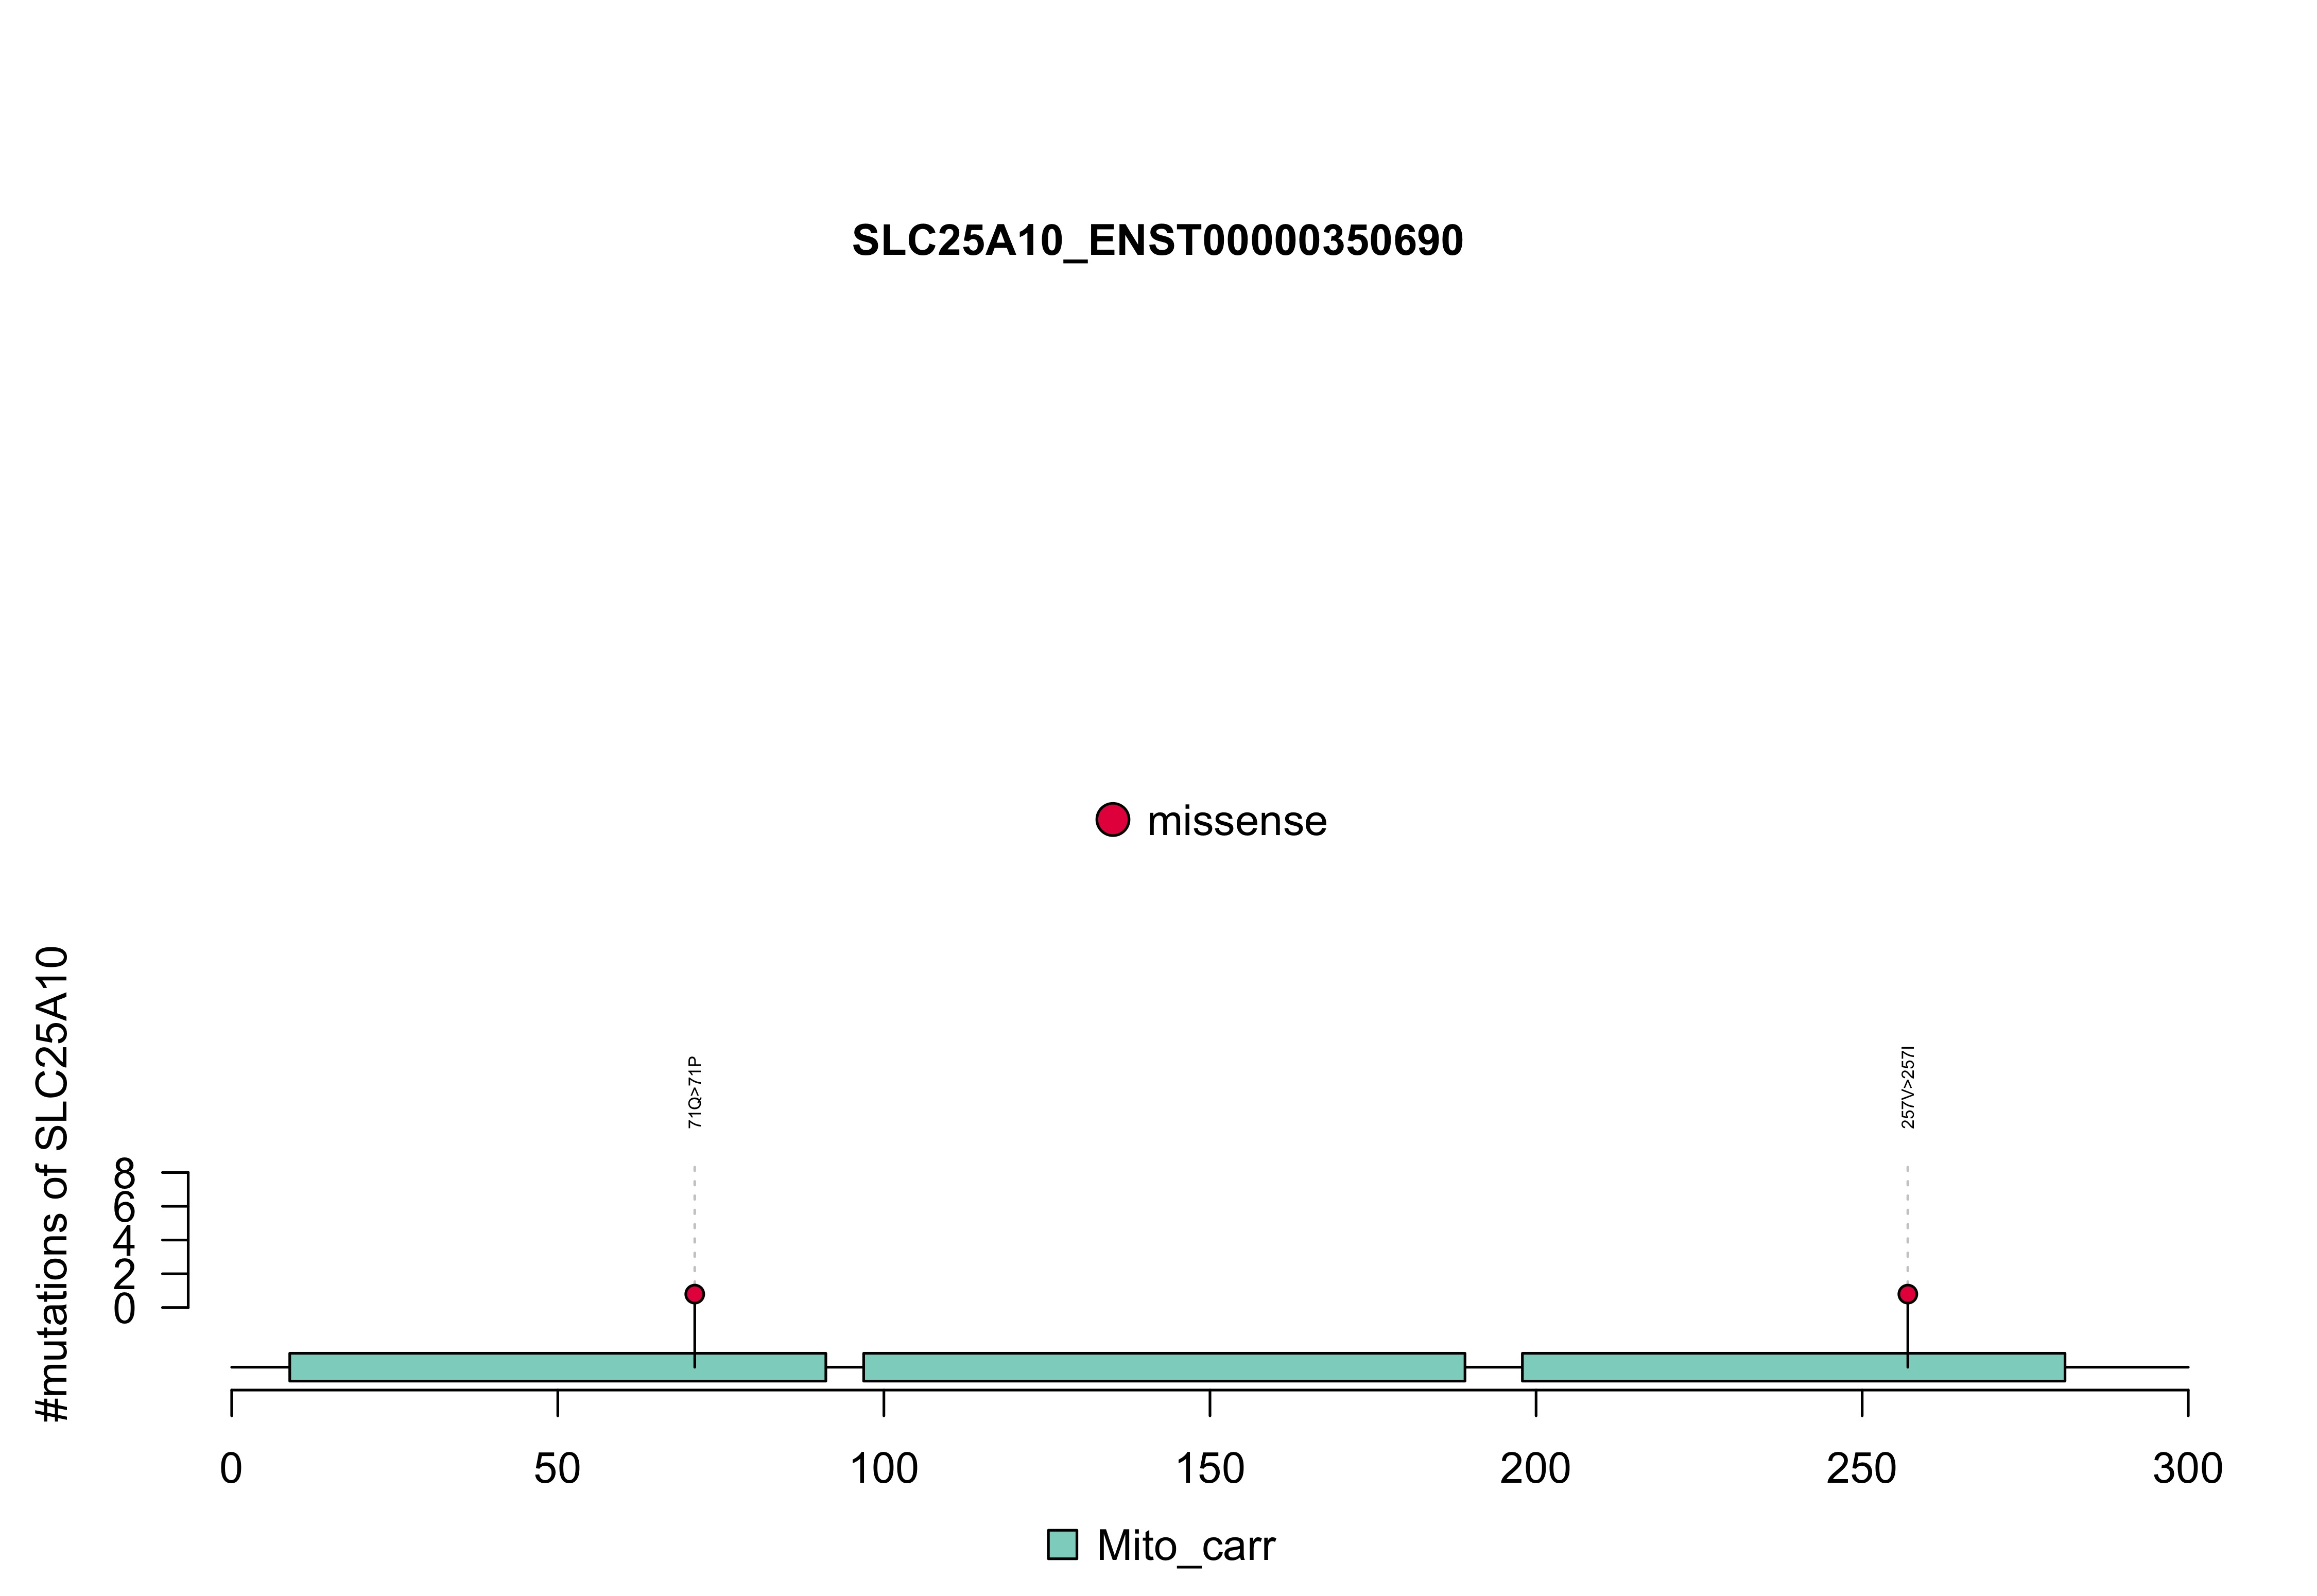 SLC25A10_ENST00000350690
missense
#mutations of SLC25A10
71Q>71P
257V>257I
8
6
4
2
0
0 50 100 150 200 250 300
Mito_carr